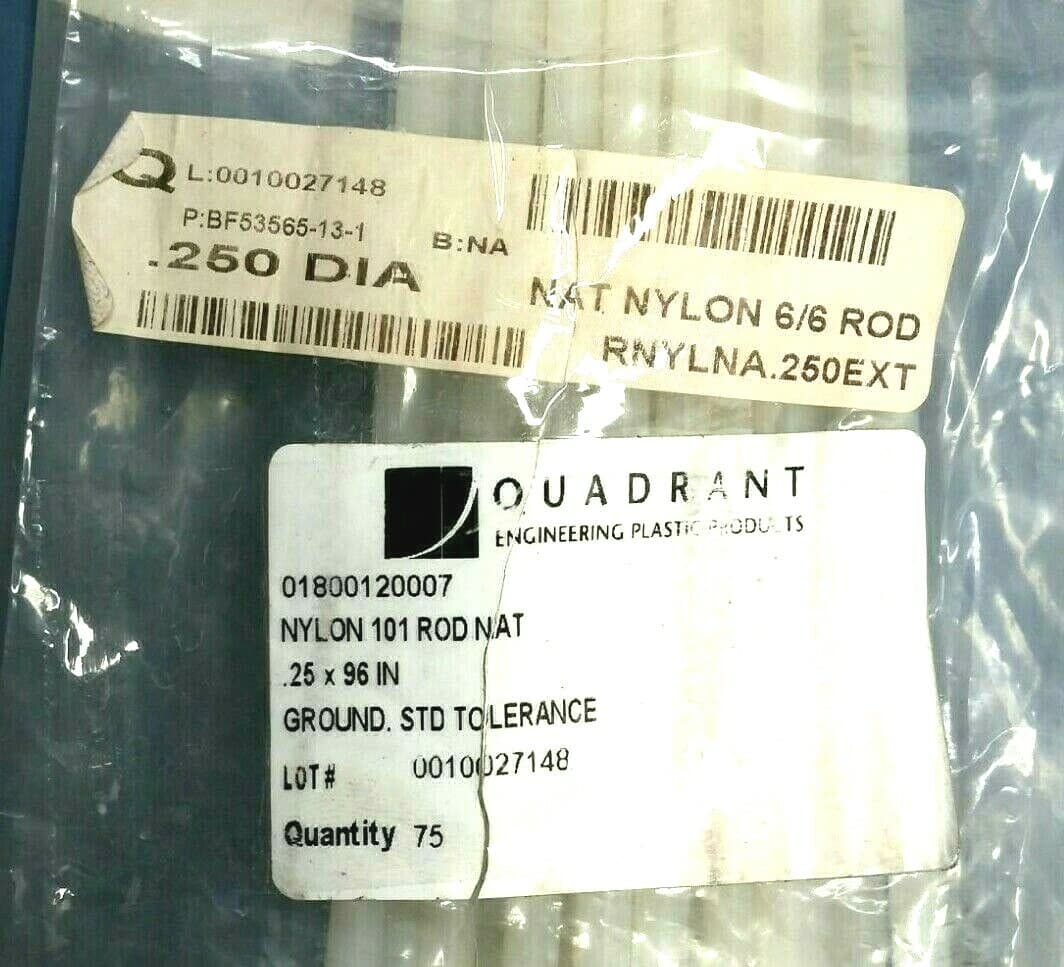 Q L:0010027148
P:BF53565-13-1 B:NA
.250 DIA
NAT NYLON 6/6 ROD
RNYLNA.250EXT
QUADRANT
ENGINEERING PLASTIC PRODUCTS
01800120007
NYLON 101 ROD NAT
.25 x 96 IN
GROUND. STD TOLERANCE
LOT# 0010027148
Quantity 75